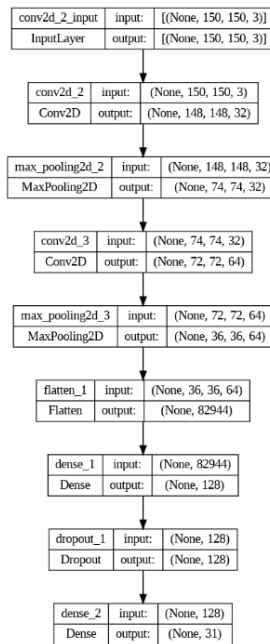 conv2d_2_input input: [(None, 150, 150, 3)]
InputLayer output: [(None, 150, 150, 3)]
conv2d_2 input: (None, 150, 150, 3)
Conv2D output: (None, 148, 148, 32)
max_pooling2d_2 input: (None, 148, 148, 32)
MaxPooling2D output: (None, 74, 74, 32)
conv2d_3 input: (None, 74, 74, 32)
Conv2D output: (None, 72, 72, 64)
max_pooling2d_3 input: (None, 72, 72, 64)
MaxPooling2D output: (None, 36, 36, 64)
flatten_1 input: (None, 36, 36, 64)
Flatten output: (None, 82944)
dense_1 input: (None, 82944)
Dense output: (None, 128)
dropout_1 input: (None, 128)
Dropout output: (None, 128)
dense_2 input: (None, 128)
Dense output: (None, 31)